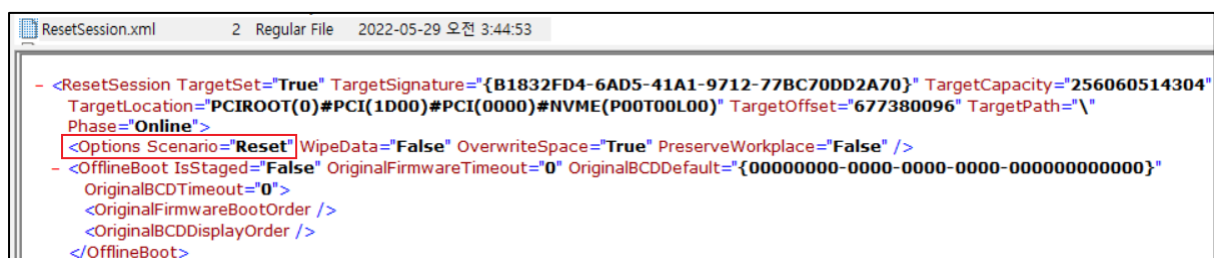 ResetSession.xml 2 Regular File 2022-05-29 오전 3:44:53
– <ResetSession TargetSet="True" TargetSignature="{B1832FD4-6AD5-41A1-9712-77BC70DD2A70}" TargetCapacity="256060514304"
TargetLocation="PCIROOT(0)#PCI(1D00)#PCI(0000)#NVME(P00T00L00)" TargetOffset="677380096" TargetPath="\"
Phase="Online">
<Options Scenario="Reset" WipeData="False" OverwriteSpace="True" PreserveWorkplace="False" />
– <OfflineBoot IsStaged="False" OriginalFirmwareTimeout="0" OriginalBCDDefault="{00000000-0000-0000-0000-000000000000}"
OriginalBCDTimeout="0">
<OriginalFirmwareBootOrder />
<OriginalBCDDisplayOrder />
</OfflineBoot>